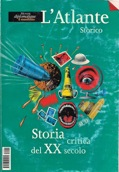 L'Atlante
Storico
Storia critica
del XX secolo